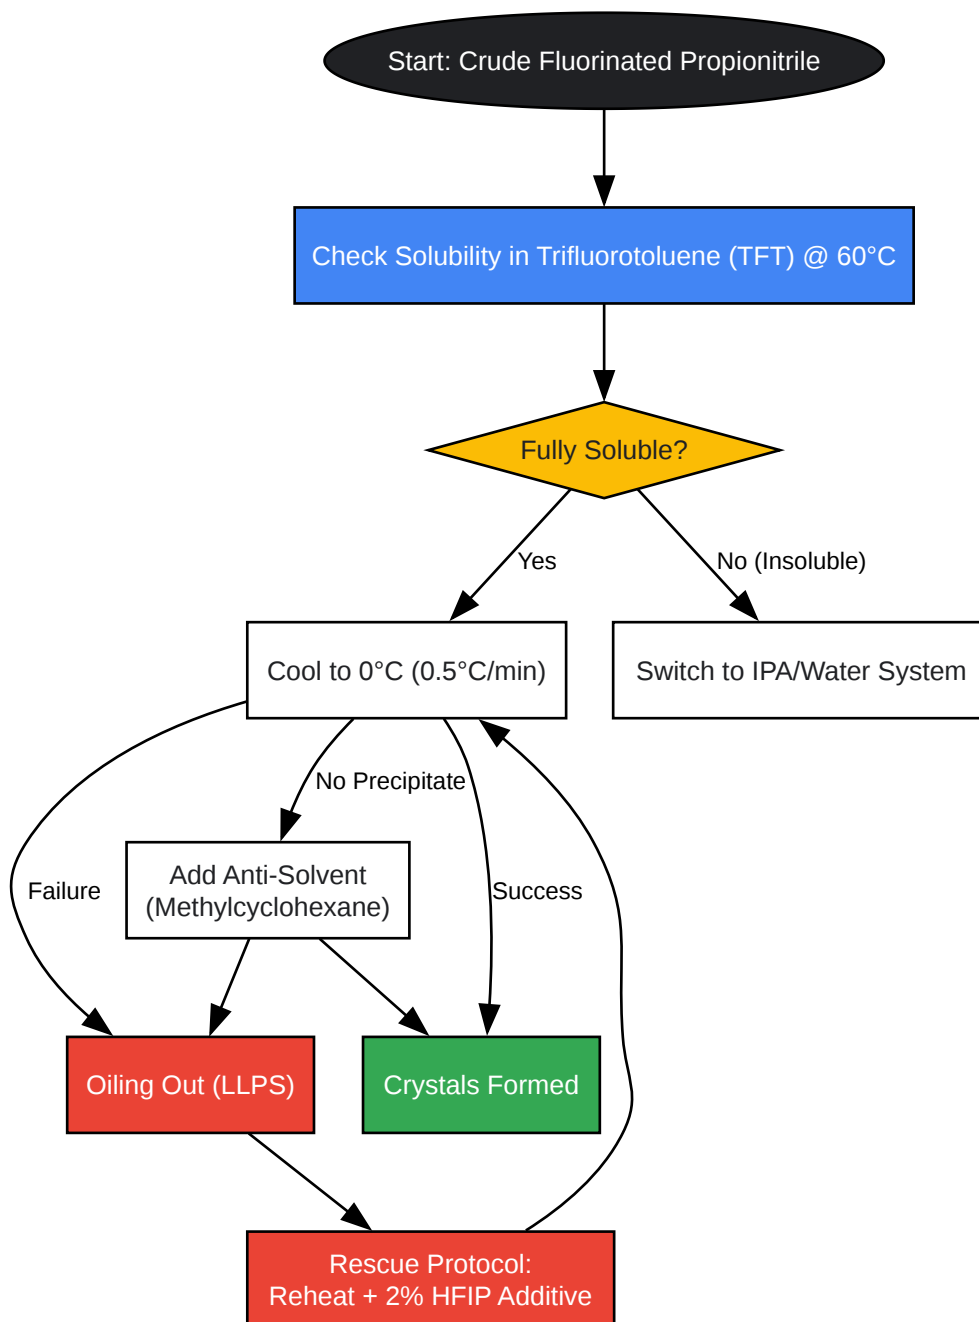 Start: Crude Fluorinated Propionitrile
Check Solubility in Trifluorotoluene (TFT) @ 60°C
Fully Soluble?
Yes
No (Insoluble)
Cool to 0°C (0.5°C/min)
Switch to IPA/Water System
No Precipitate
Add Anti-Solvent
(Methylcyclohexane)
Failure
Success
Oiling Out (LLPS)
Crystals Formed
Rescue Protocol:
Reheat + 2% HFIP Additive